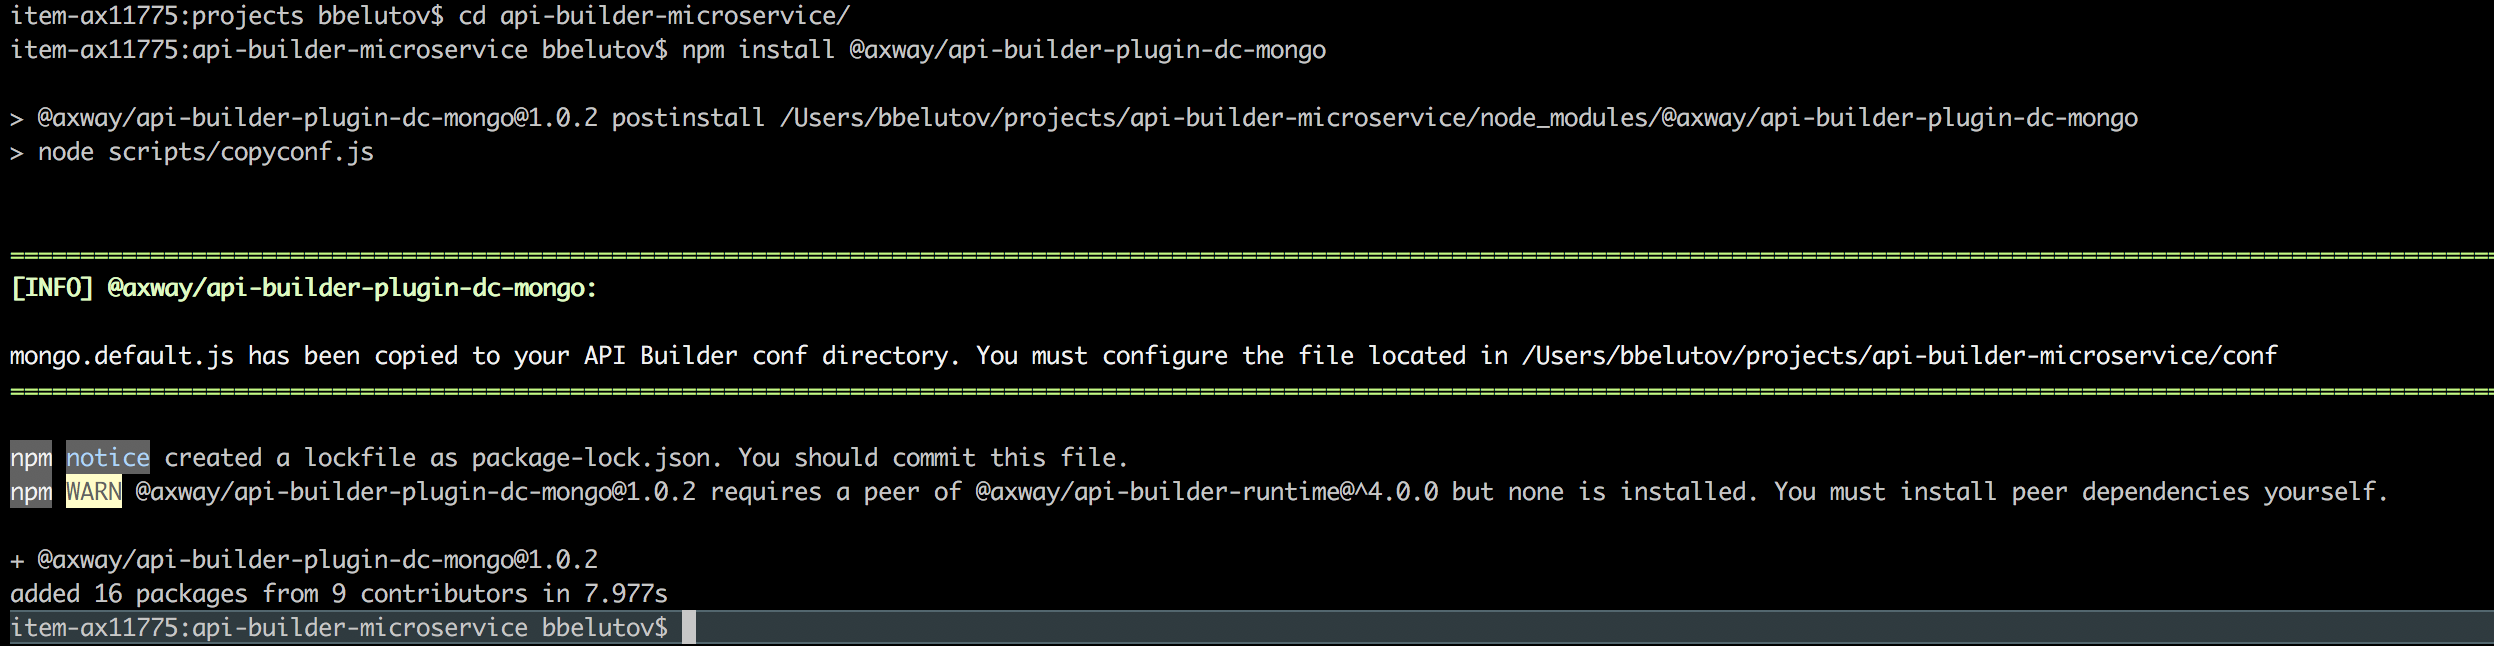 item-ax11775:projects bbelutov$ cd api-builder-microservice/
item-ax11775:api-builder-microservice bbelutov$ npm install @axway/api-builder-plugin-dc-mongo
> @axway/api-builder-plugin-dc-mongo@1.0.2 postinstall /Users/bbelutov/projects/api-builder-microservice/node_modules/@axway/api-builder-plugin-dc-mongo
> node scripts/copyconf.js
[INFO] @axway/api-builder-plugin-dc-mongo:
mongo.default.js has been copied to your API Builder conf directory. You must configure the file located in /Users/bbelutov/projects/api-builder-microservice/conf
npm notice created a lockfile as package-lock.json. You should commit this file.
npm WARN @axway/api-builder-plugin-dc-mongo@1.0.2 requires a peer of @axway/api-builder-runtime@^4.0.0 but none is installed. You must install peer dependencies yourself.
+ @axway/api-builder-plugin-dc-mongo@1.0.2
added 16 packages from 9 contributors in 7.977s
item-ax11775:api-builder-microservice bbelutov$